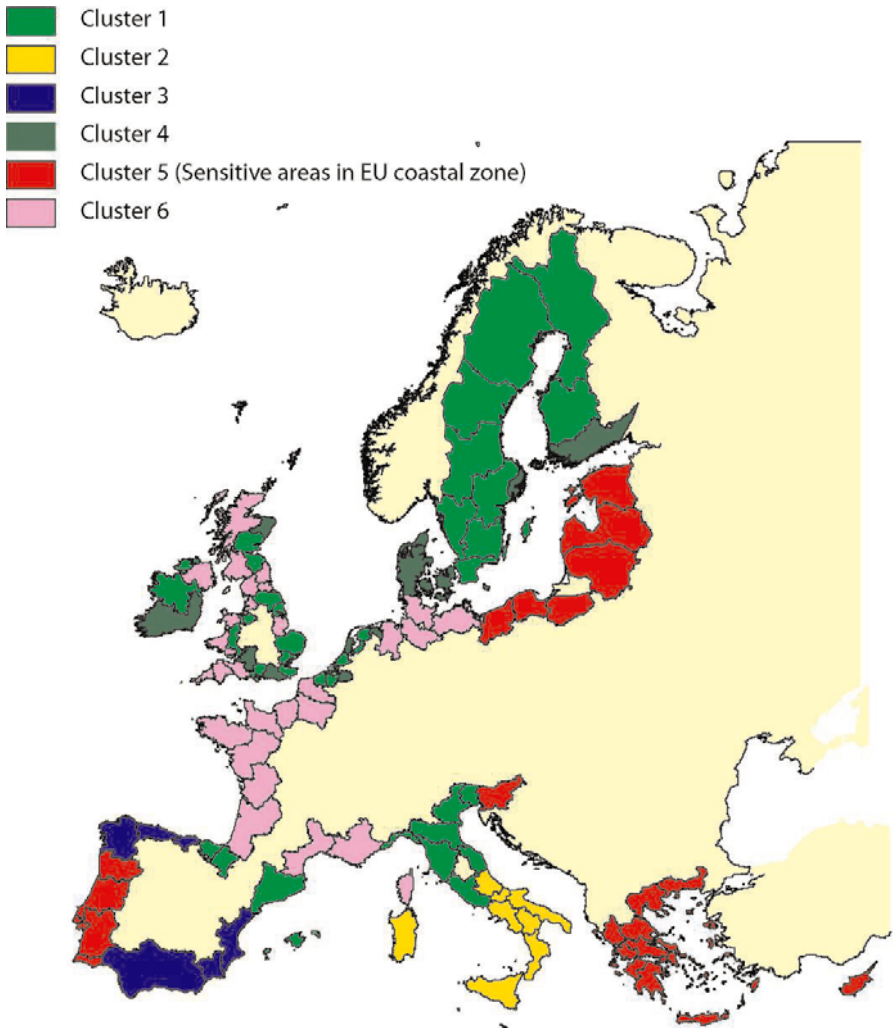 Cluster 1
Cluster 2
Cluster 3
Cluster 4
Cluster 5 (Sensitive areas in EU coastal zone)
Cluster 6